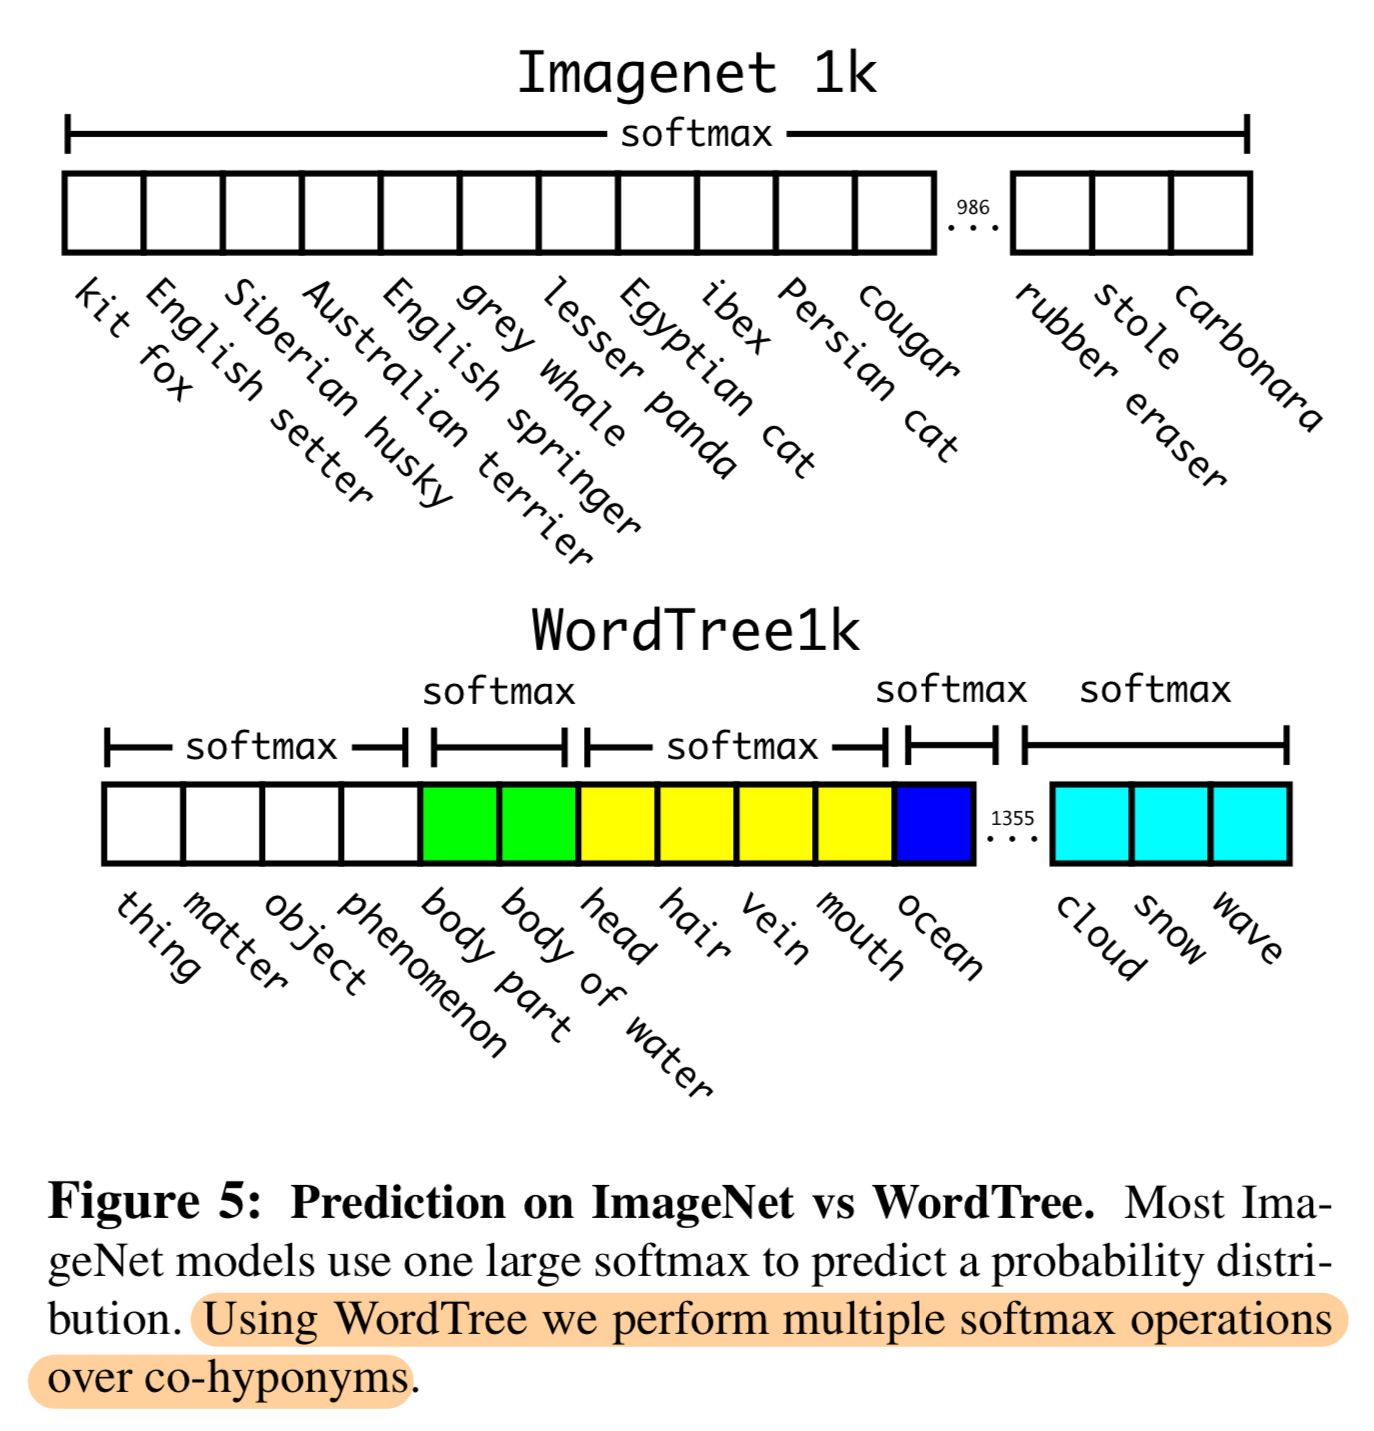 Imagenet 1k
softmax
986
...
kit fox
English setter
Siberian husky
Australian terrier
English springer
grey whale
lesser panda
Egyptian cat
ibex
Persian cat
cougar
rubber eraser
stole
carbonara
WordTree1k
softmax
softmax
softmax
softmax
softmax
1355
...
thing
matter
object
phenomenon
body part
body of water
head
hair
vein
mouth
ocean
cloud
snow
wave
Figure 5: Prediction on ImageNet vs WordTree. Most Ima-
geNet models use one large softmax to predict a probability distri-
bution. Using WordTree we perform multiple softmax operations
over co-hyponyms.